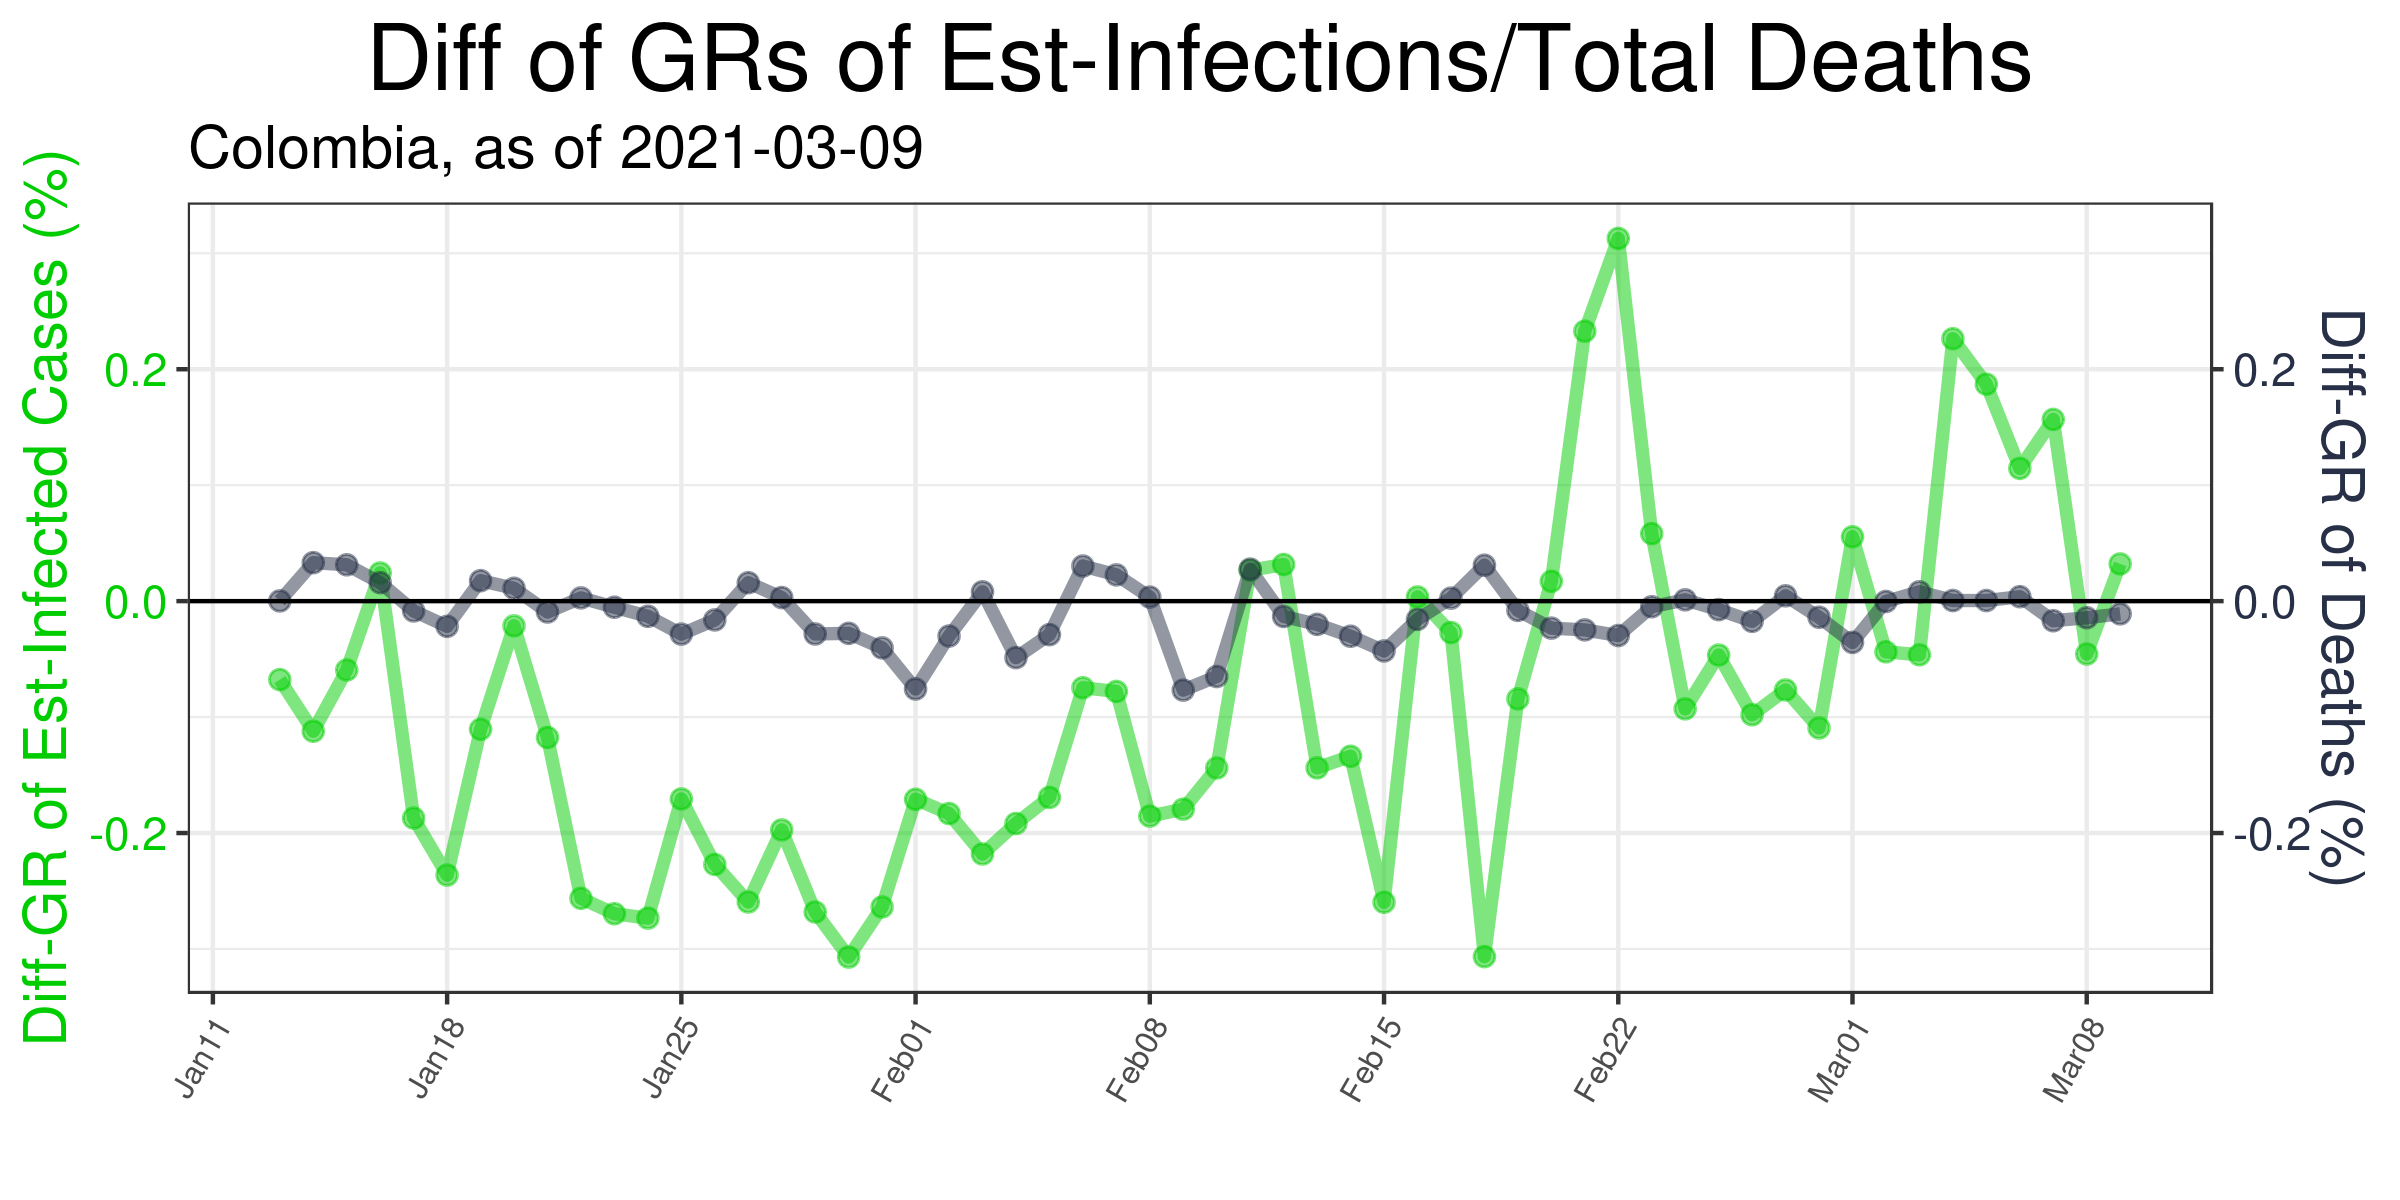 Diff of GRs of Est-Infections/Total Deaths
Colombia, as of 2021-03-09
Diff-GR of Est-Infected Cases (%)
0.2
0.0
-0.2
0.2
0.0
-0.2
Diff-GR of Deaths (%)
Jan11
Jan18
Jan25
Feb01
Feb08
Feb15
Feb22
Mar01
Mar08